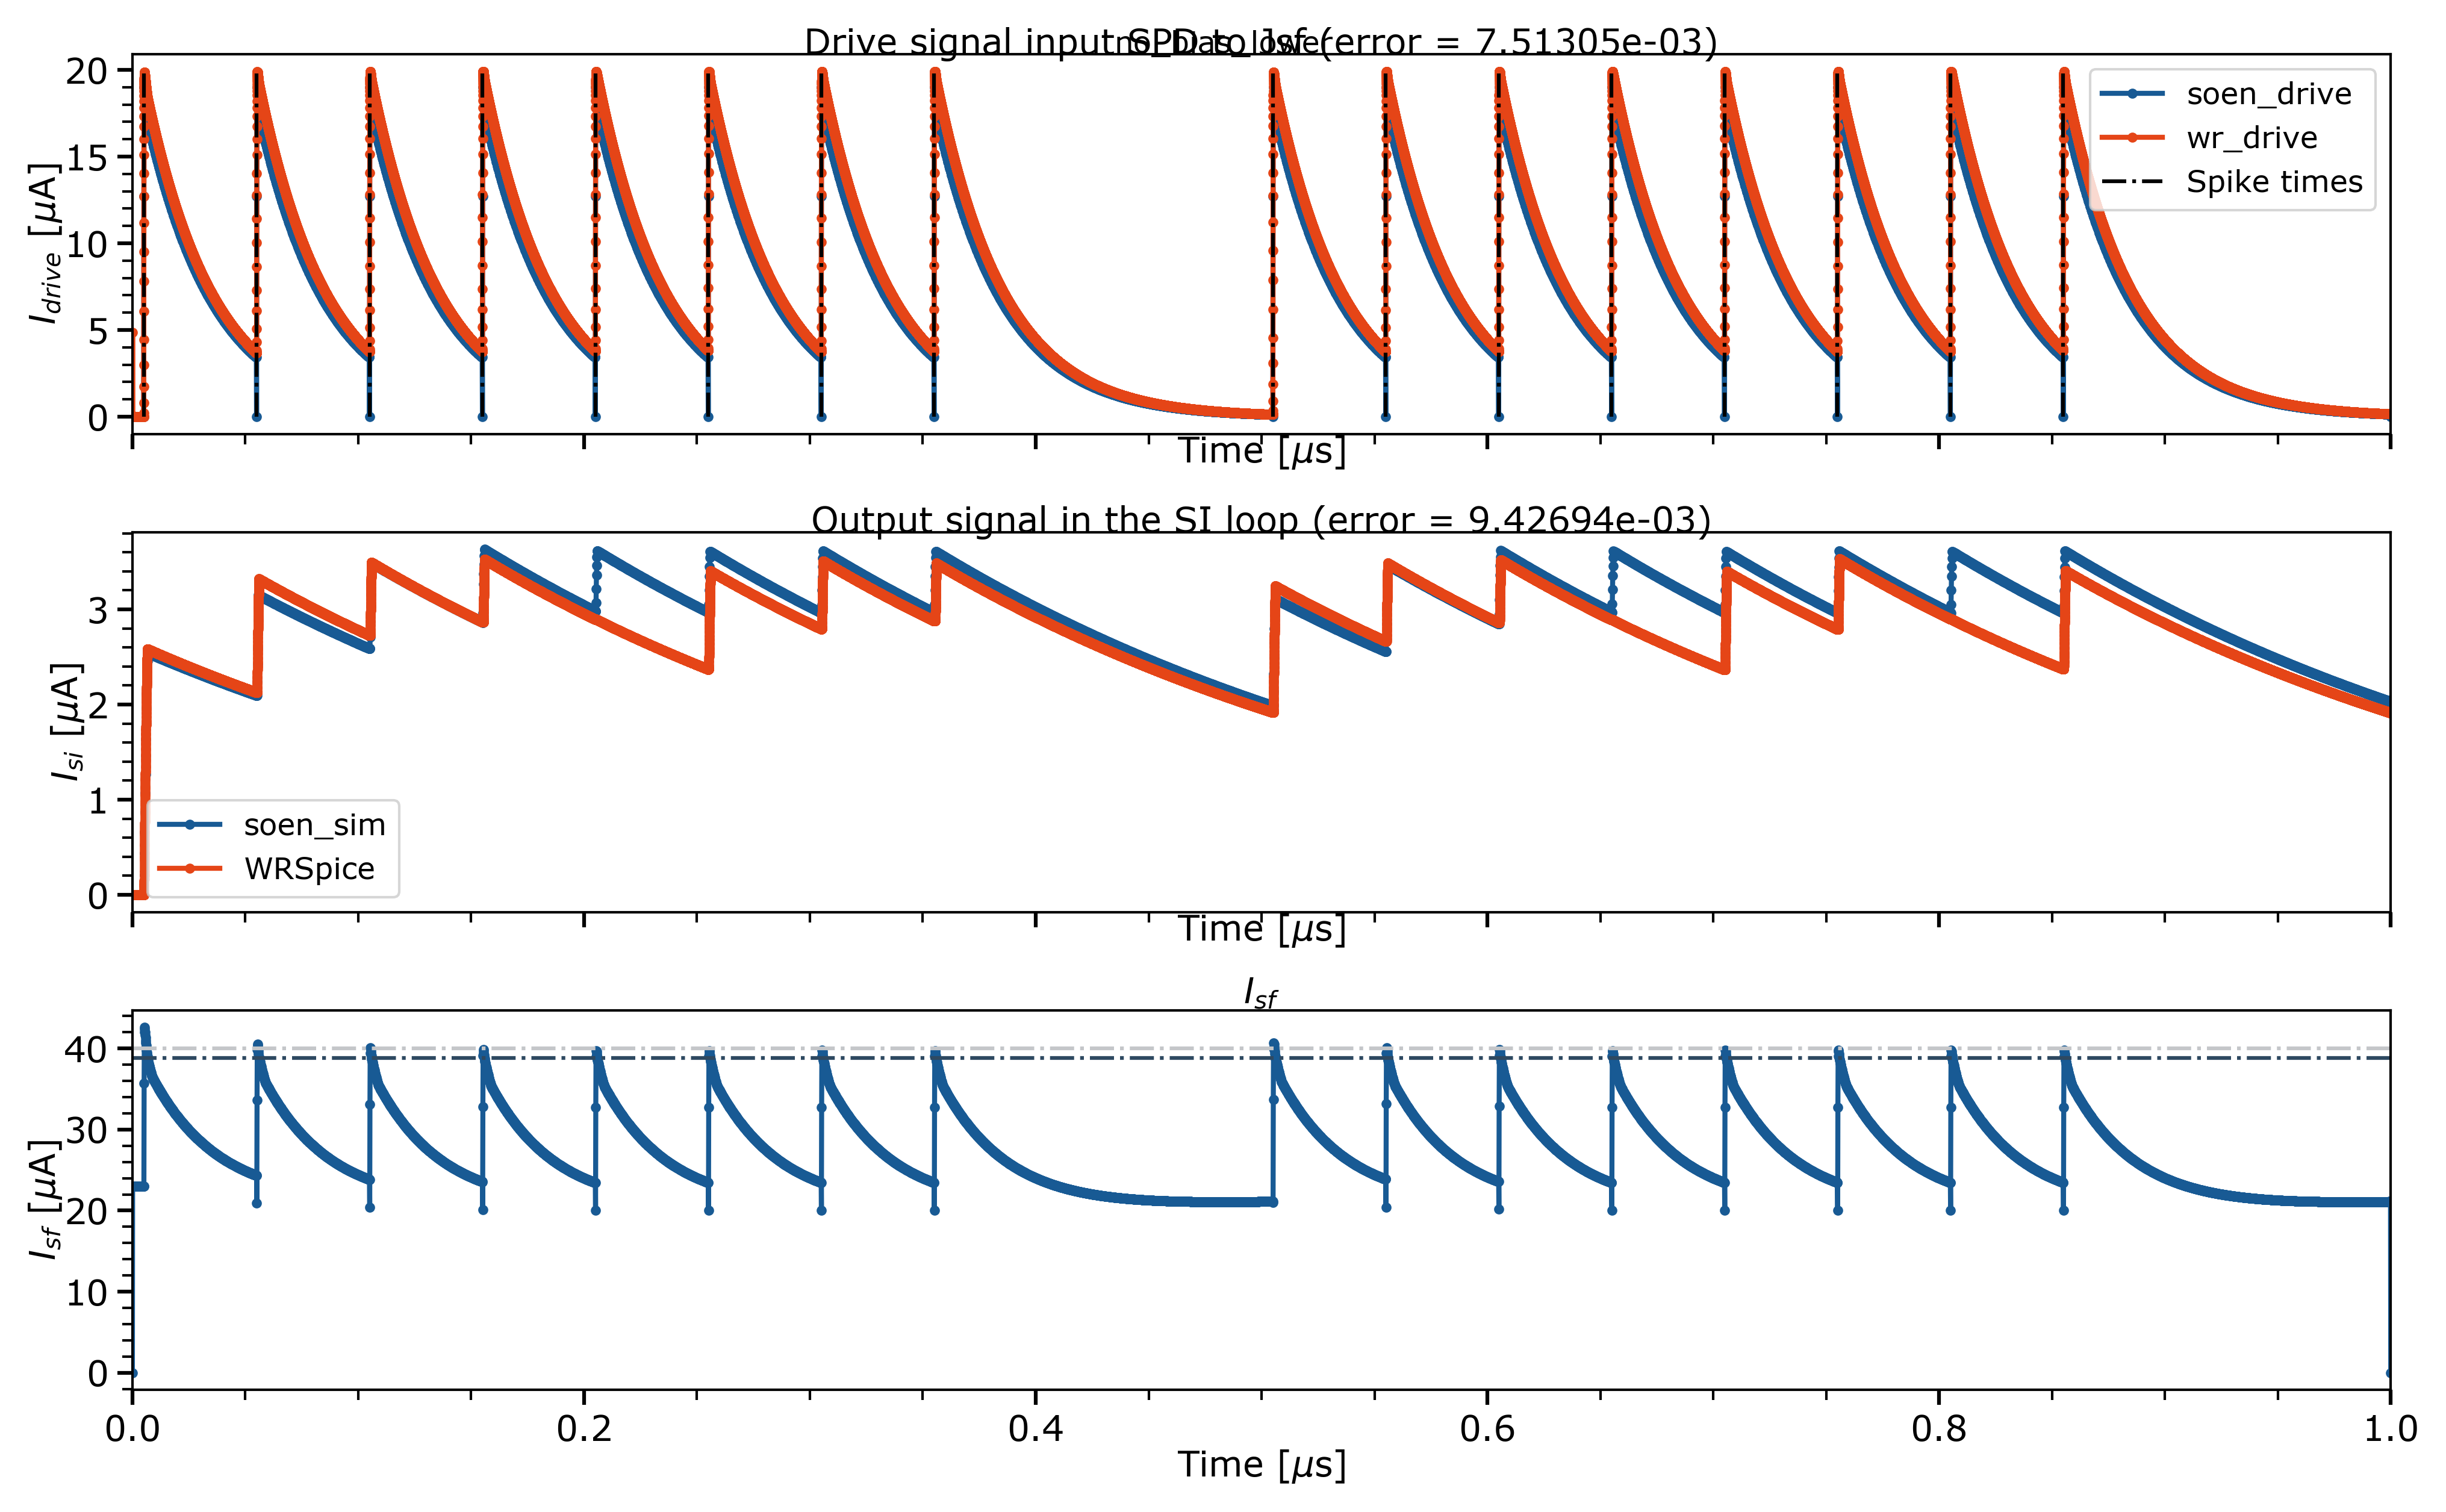 Drive signal input SPD to Jsf (error = 7.51305e-03)
20
15
10
5
0
I_drive [μA]
soen_drive
wr_drive
Spike times
Time [μs]
Output signal in the SI loop (error = 9.42694e-03)
3
2
1
0
I_si [μA]
soen_sim
WRSpice
Time [μs]
I_sf
40
30
20
10
0
I_sf [μA]
0.0 0.2 0.4 0.6 0.8 1.0
Time [μs]